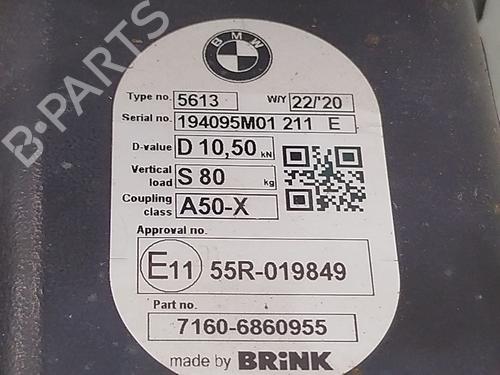 BMW
Type no. 5613 W/Y 22/'20
Serial no. 194095M01 211 E
D-value D 10,50 kN
Vertical load S 80 kg
Coupling class A50-X
Approval no.
E11 55R-019849
Part no.
7160-6860955
made by BRINK
B-PARTS